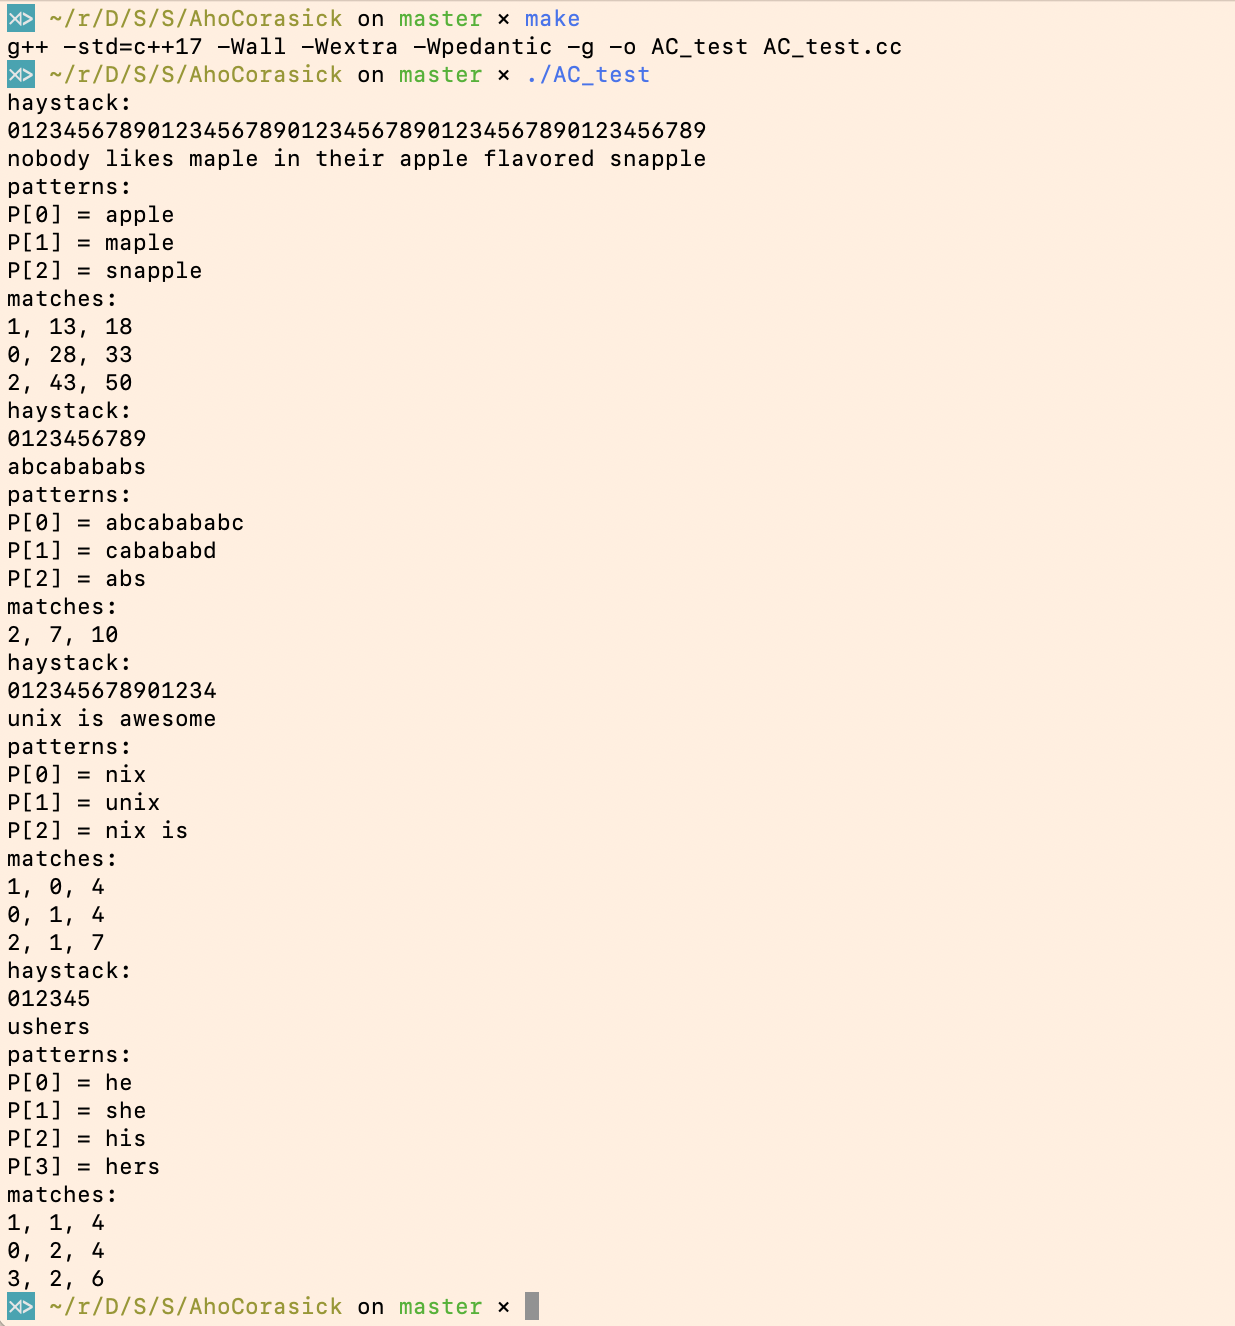 ~/r/D/S/S/AhoCorasick on master × make
g++ -std=c++17 -Wall -Wextra -Wpedantic -g -o AC_test AC_test.cc
~/r/D/S/S/AhoCorasick on master × ./AC_test
haystack:
01234567890123456789012345678901234567890123456789
nobody likes maple in their apple flavored snapple
patterns:
P[0] = apple
P[1] = maple
P[2] = snapple
matches:
1, 13, 18
0, 28, 33
2, 43, 50
haystack:
0123456789
abcabababs
patterns:
P[0] = abcabababc
P[1] = cabababd
P[2] = abs
matches:
2, 7, 10
haystack:
012345678901234
unix is awesome
patterns:
P[0] = nix
P[1] = unix
P[2] = nix is
matches:
1, 0, 4
0, 1, 4
2, 1, 7
haystack:
012345
ushers
patterns:
P[0] = he
P[1] = she
P[2] = his
P[3] = hers
matches:
1, 1, 4
0, 2, 4
3, 2, 6
~/r/D/S/S/AhoCorasick on master ×